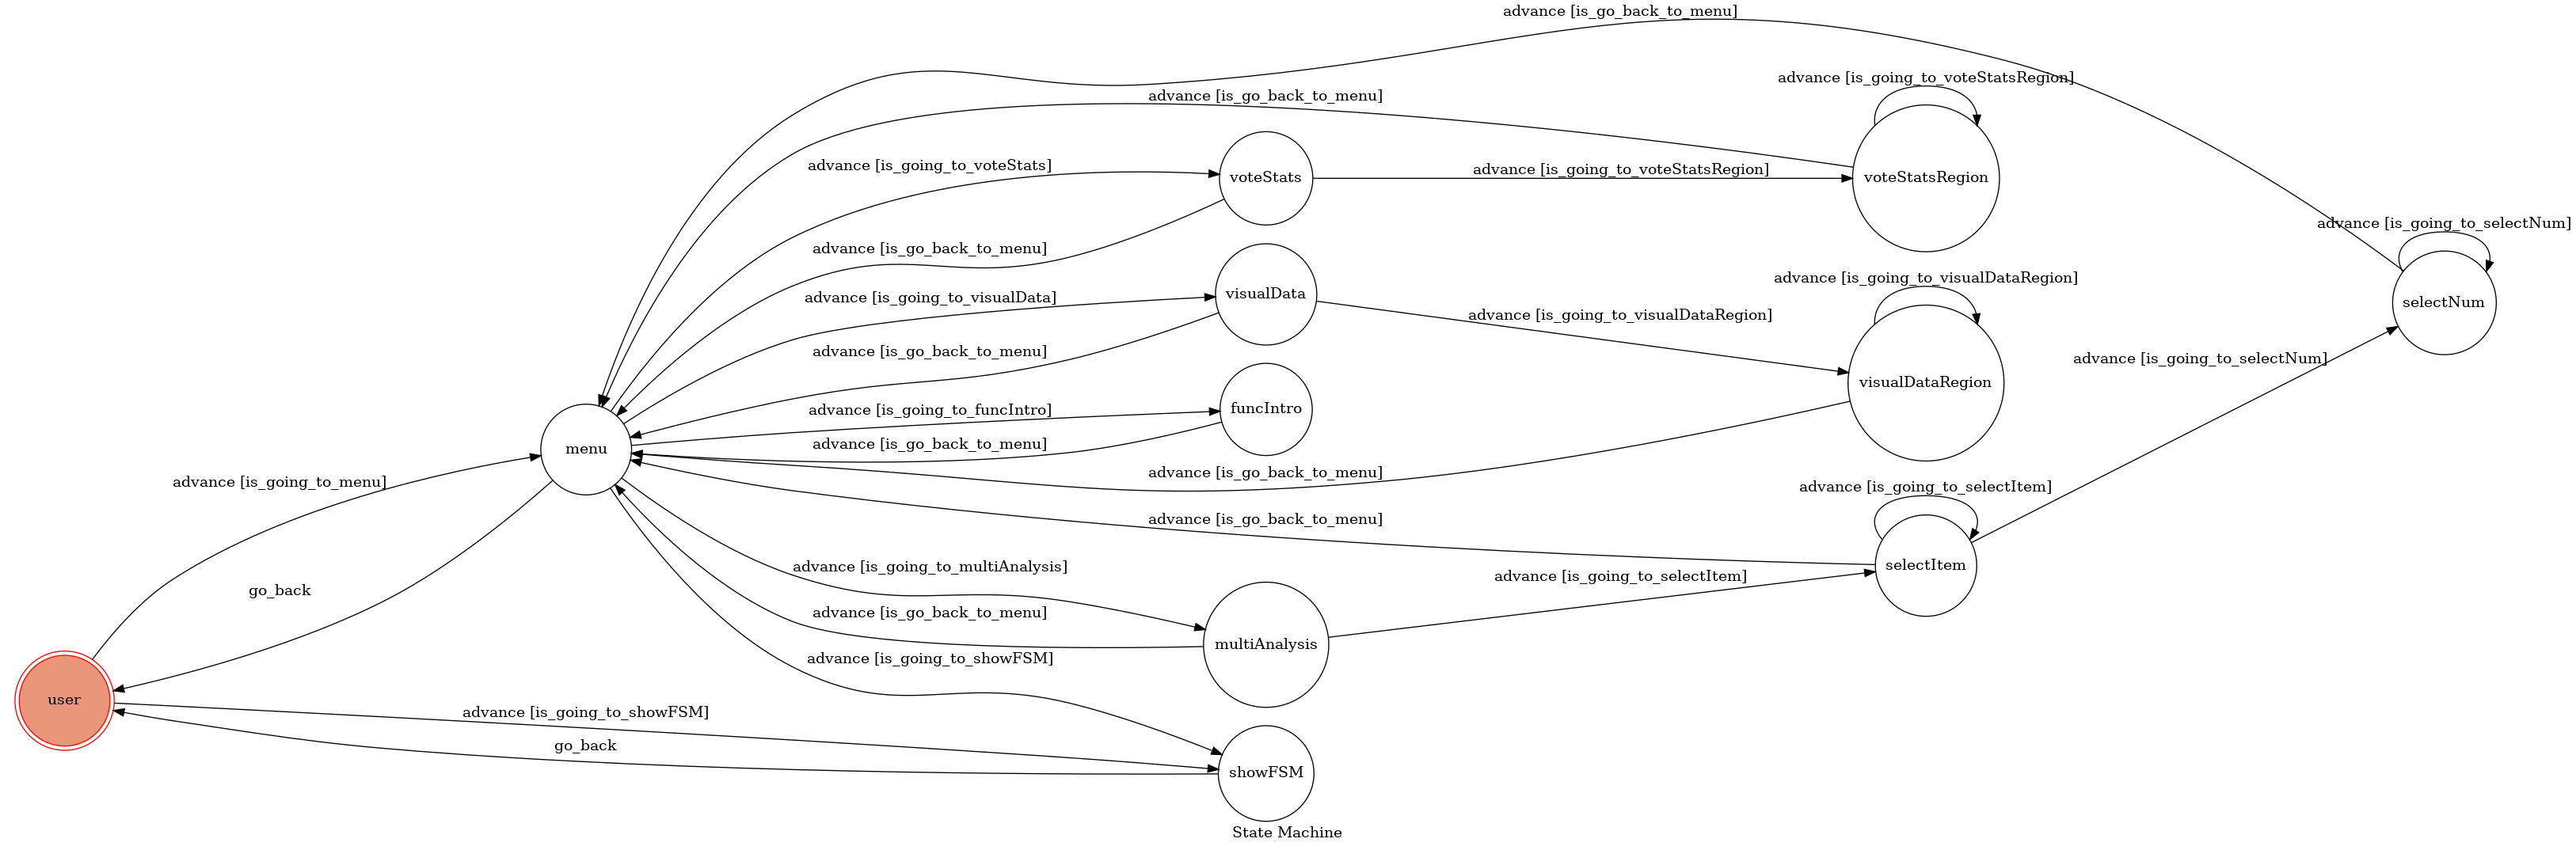 advance [is_go_back_to_menu]
advance [is_going_to_voteStatsRegion]
advance [is_go_back_to_menu]
advance [is_going_to_voteStats]
voteStats
advance [is_going_to_voteStatsRegion]
voteStatsRegion
advance [is_going_to_selectNum]
advance [is_go_back_to_menu]
advance [is_going_to_visualDataRegion]
advance [is_going_to_visualData]
visualData
selectNum
advance [is_going_to_visualDataRegion]
advance [is_go_back_to_menu]
advance [is_going_to_selectNum]
visualDataRegion
advance [is_going_to_funcIntro]
funcIntro
advance [is_go_back_to_menu]
menu
advance [is_go_back_to_menu]
advance [is_going_to_menu]
advance [is_going_to_selectItem]
advance [is_go_back_to_menu]
advance [is_going_to_multiAnalysis]
selectItem
advance [is_going_to_selectItem]
go_back
advance [is_go_back_to_menu]
multiAnalysis
advance [is_going_to_showFSM]
user
advance [is_going_to_showFSM]
go_back
showFSM
State Machine